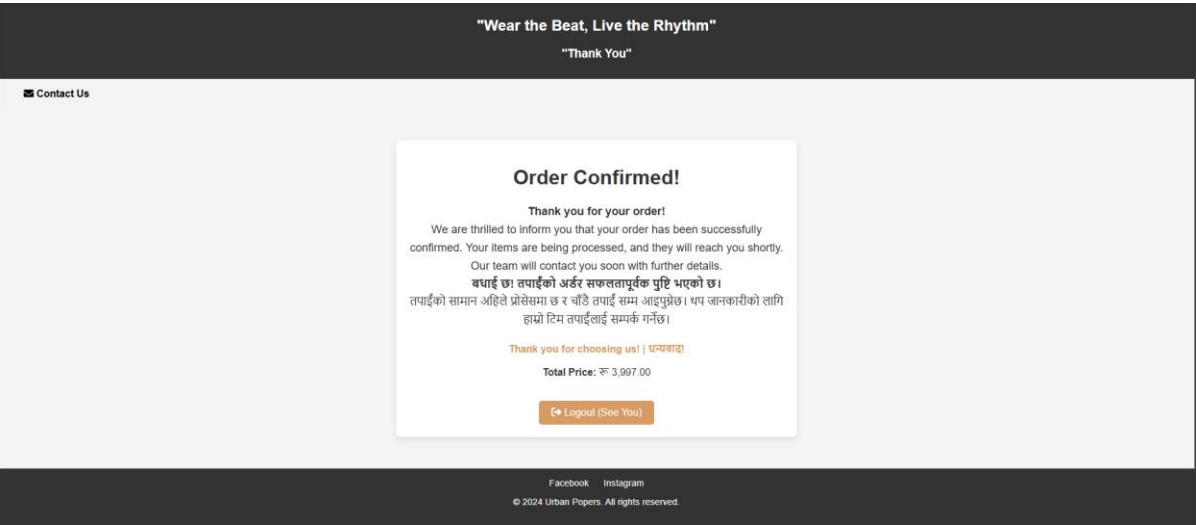 "Wear the Beat, Live the Rhythm"
"Thank You"
Contact Us
Order Confirmed!
Thank you for your order!
We are thrilled to inform you that your order has been successfully
confirmed. Your items are being processed, and they will reach you shortly.
Our team will contact you soon with further details.
बधाई छ! तपाईंको अर्डर सफलतापूर्वक पुष्टि भएको छ।
तपाईंको सामान अहिले प्रोसेसमा छ र चाँडै तपाईं सम्म आइपुग्नेछ। थप जानकारीको लागि
हाम्रो टिम तपाईंलाई सम्पर्क गर्नेछ।
Thank you for choosing us! | धन्यवाद!
Total Price: रू 3,997.00
Logout (See You)
Facebook Instagram
© 2024 Urban Popers. All rights reserved.